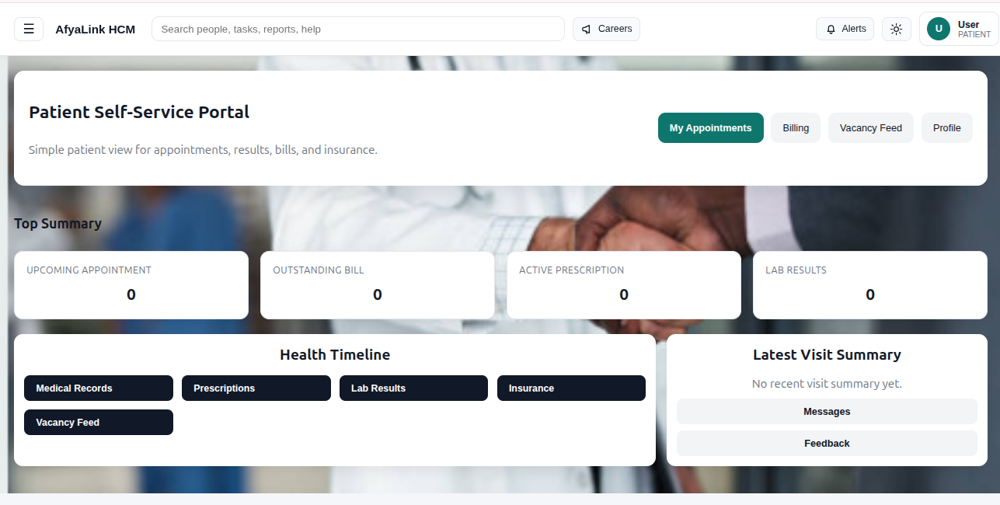 ☰ AfyaLink HCM Search people, tasks, reports, help Careers Alerts U User
PATIENT
Patient Self-Service Portal
Simple patient view for appointments, results, bills, and insurance.
My Appointments Billing Vacancy Feed Profile
Top Summary
UPCOMING APPOINTMENT OUTSTANDING BILL ACTIVE PRESCRIPTION LAB RESULTS
0 0 0 0
Health Timeline
Medical Records Prescriptions Lab Results Insurance
Vacancy Feed
Latest Visit Summary
No recent visit summary yet.
Messages
Feedback